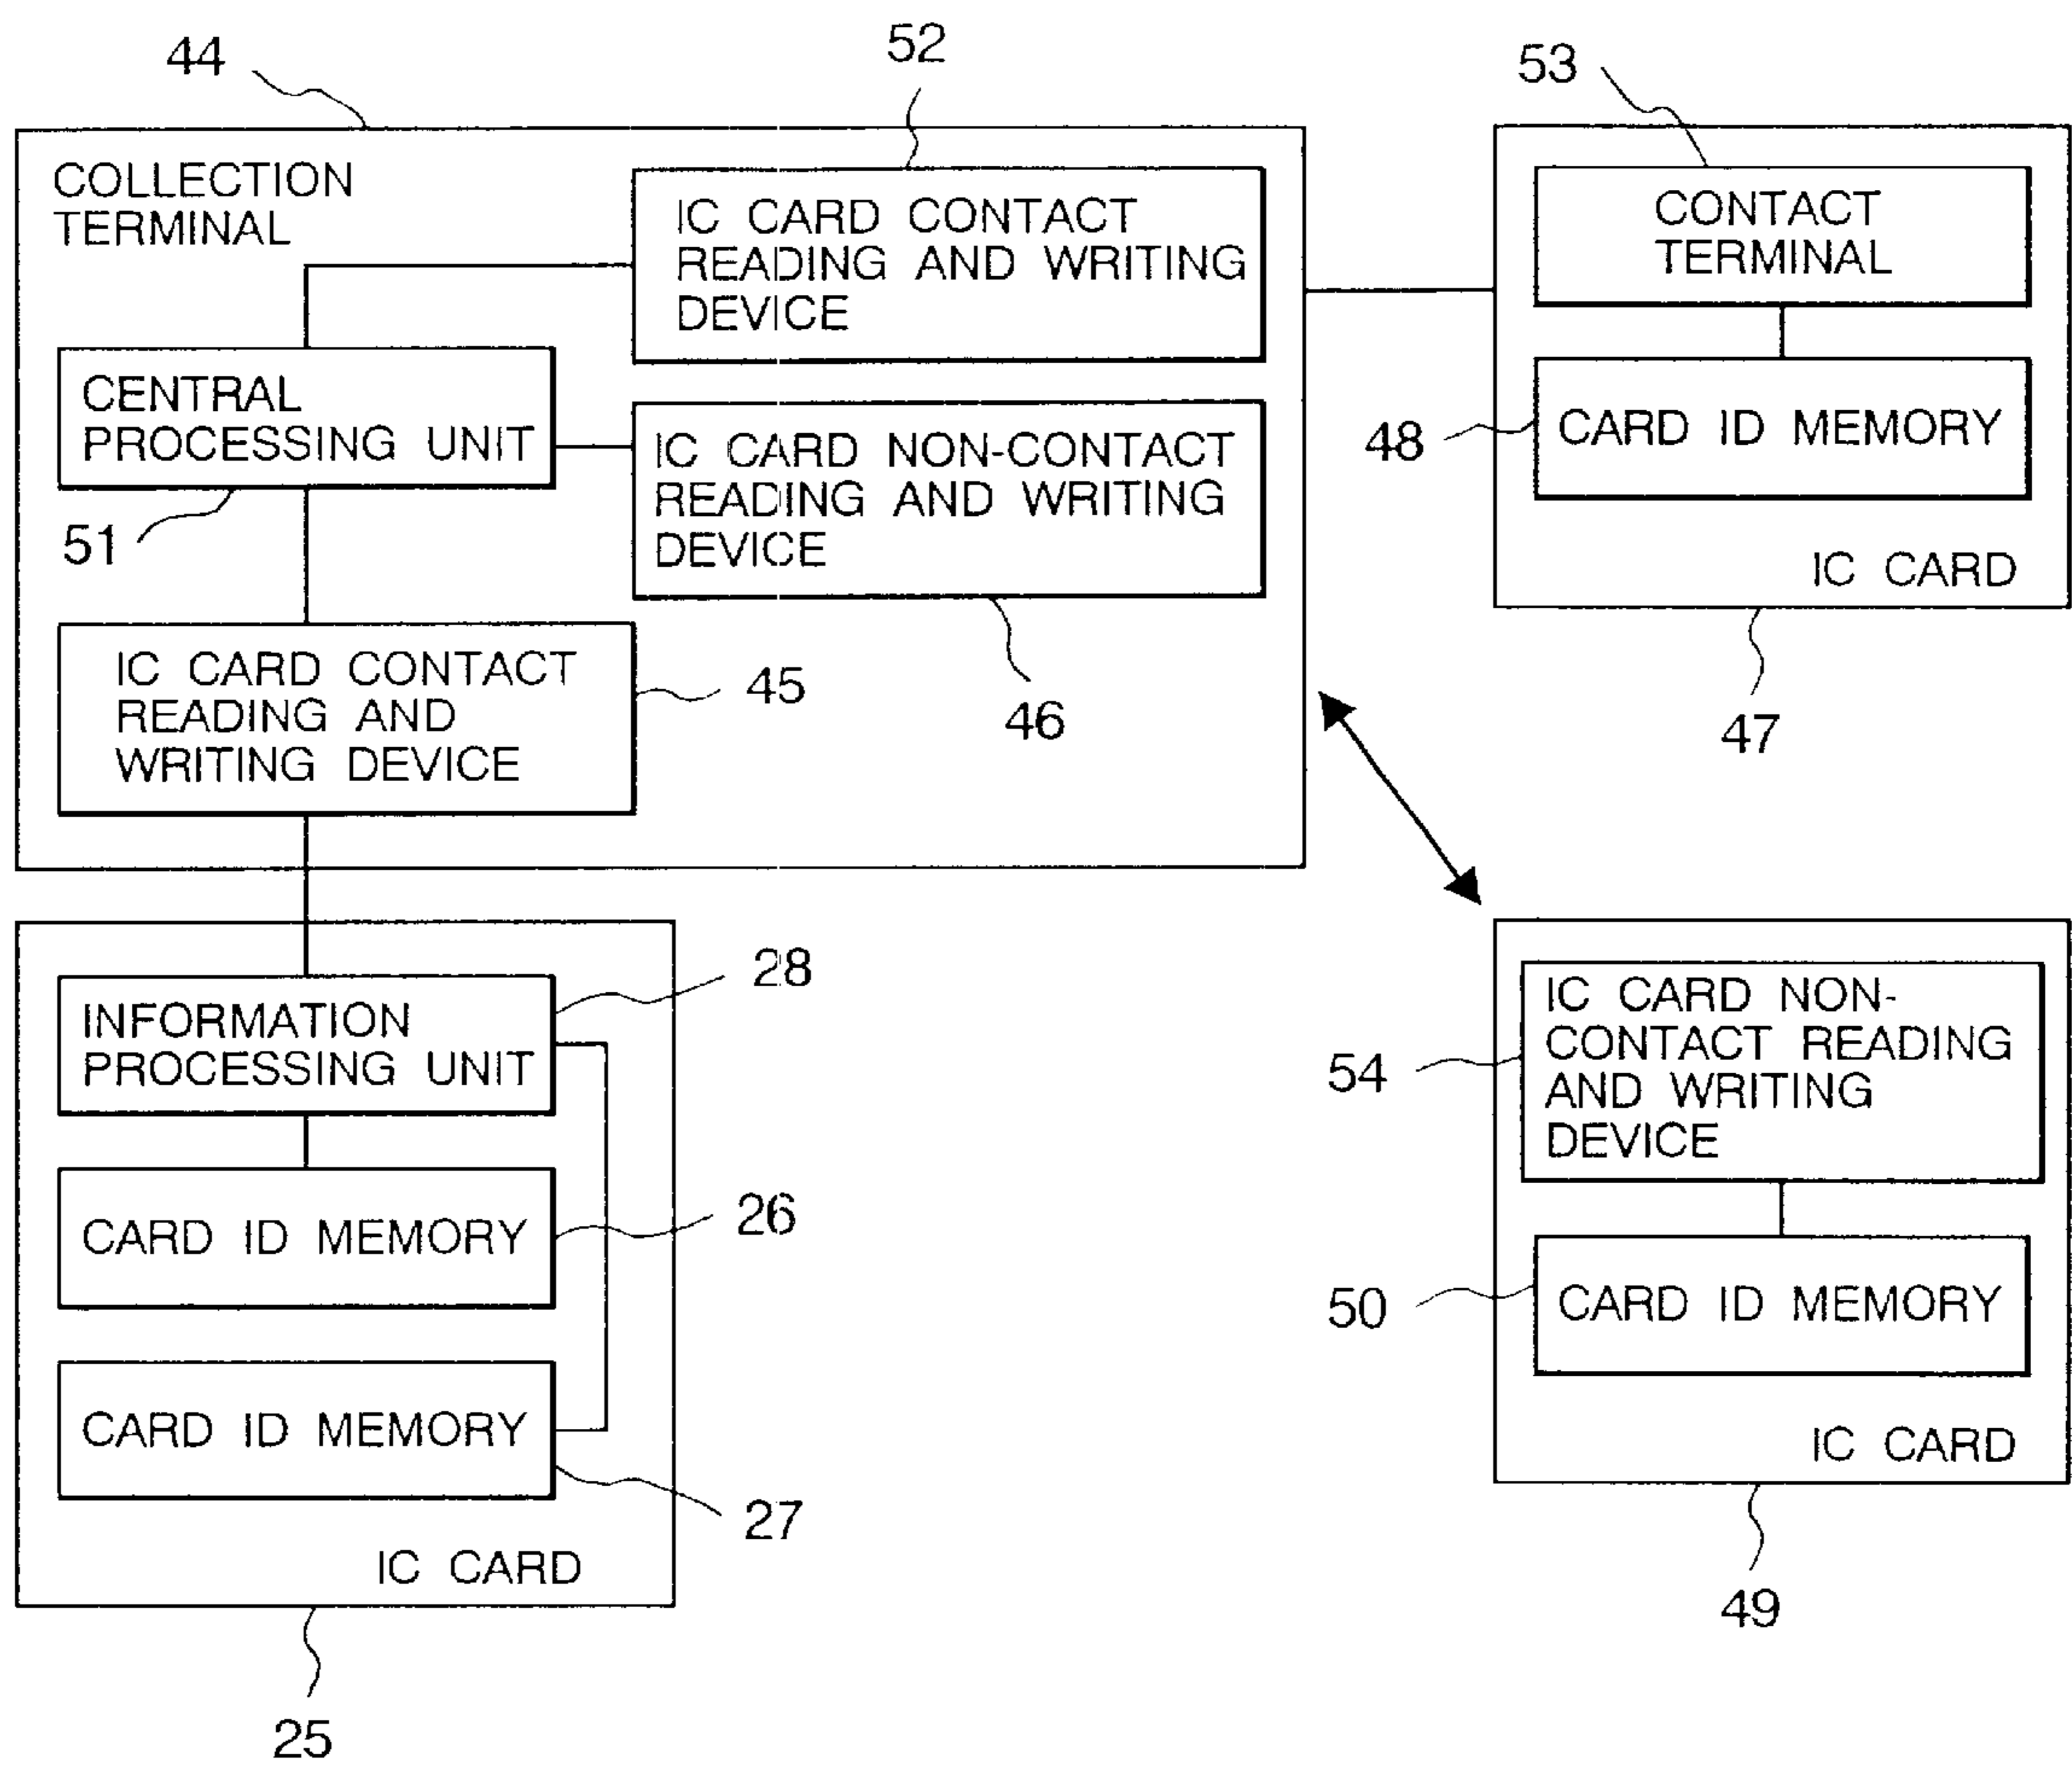 44
52
53
COLLECTION
TERMINAL
IC CARD CONTACT
READING AND WRITING
DEVICE
CENTRAL
PROCESSING UNIT
51
IC CARD NON-CONTACT
READING AND WRITING
DEVICE
46
IC CARD CONTACT
READING AND
WRITING DEVICE
45
CONTACT
TERMINAL
48
CARD ID MEMORY
IC CARD
47
INFORMATION
PROCESSING UNIT
28
CARD ID MEMORY
26
CARD ID MEMORY
27
IC CARD
25
54
IC CARD NON-
CONTACT READING
AND WRITING
DEVICE
50
CARD ID MEMORY
IC CARD
49